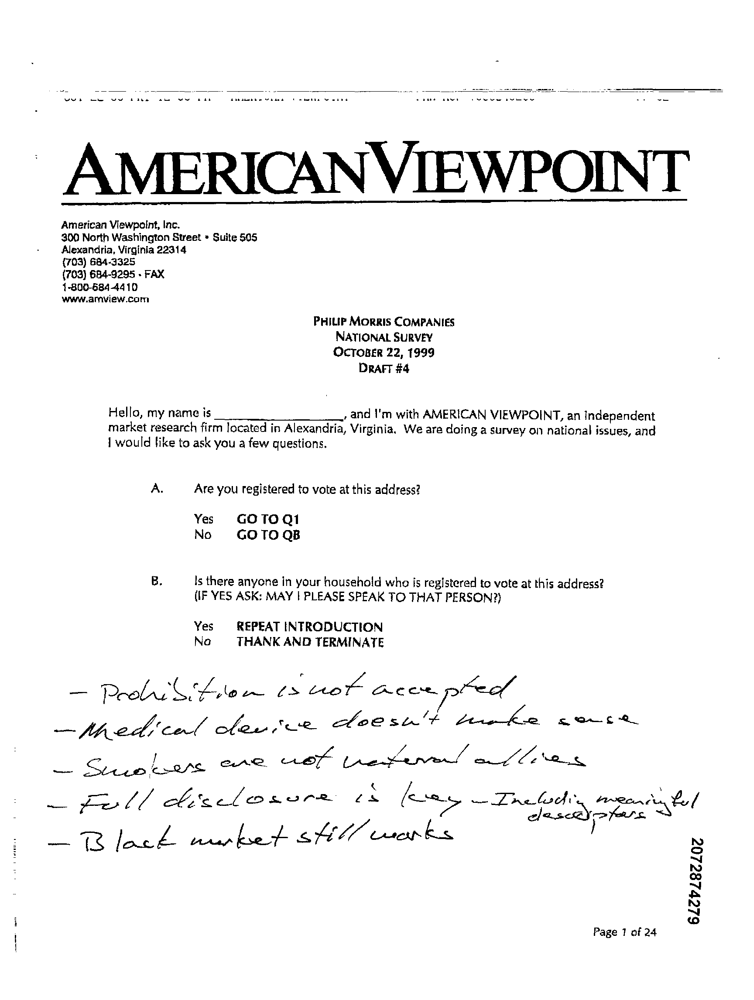 AMERICAN VIEWPOINT
American Viewpoint, Inc.
300 North Washington Street • Suite 505
Alexandria, Virginia 22314
(703) 684-3325
(703) 684-9295 • FAX
1-800-684-4410
www.amview.com
PHILIP MORRIS COMPANIES
NATIONAL SURVEY
OCTOBER 22, 1999
DRAFT #4
Hello, my name is ____________________, and I'm with AMERICAN VIEWPOINT, an independent
market research firm located in Alexandria, Virginia. We are doing a survey on national issues, and
I would like to ask you a few questions.
A. Are you registered to vote at this address?
Yes GO TO Q1
No GO TO QB
B. Is there anyone in your household who is registered to vote at this address?
(IF YES ASK: MAY I PLEASE SPEAK TO THAT PERSON?)
Yes REPEAT INTRODUCTION
No THANK AND TERMINATE
– Prohibition is not accepted
– Medical device doesn't make sense
– Smokers are not natural allies
– Full disclosure is key – Including meaningful
descriptors
– Black market still works
2072874279
Page 1 of 24